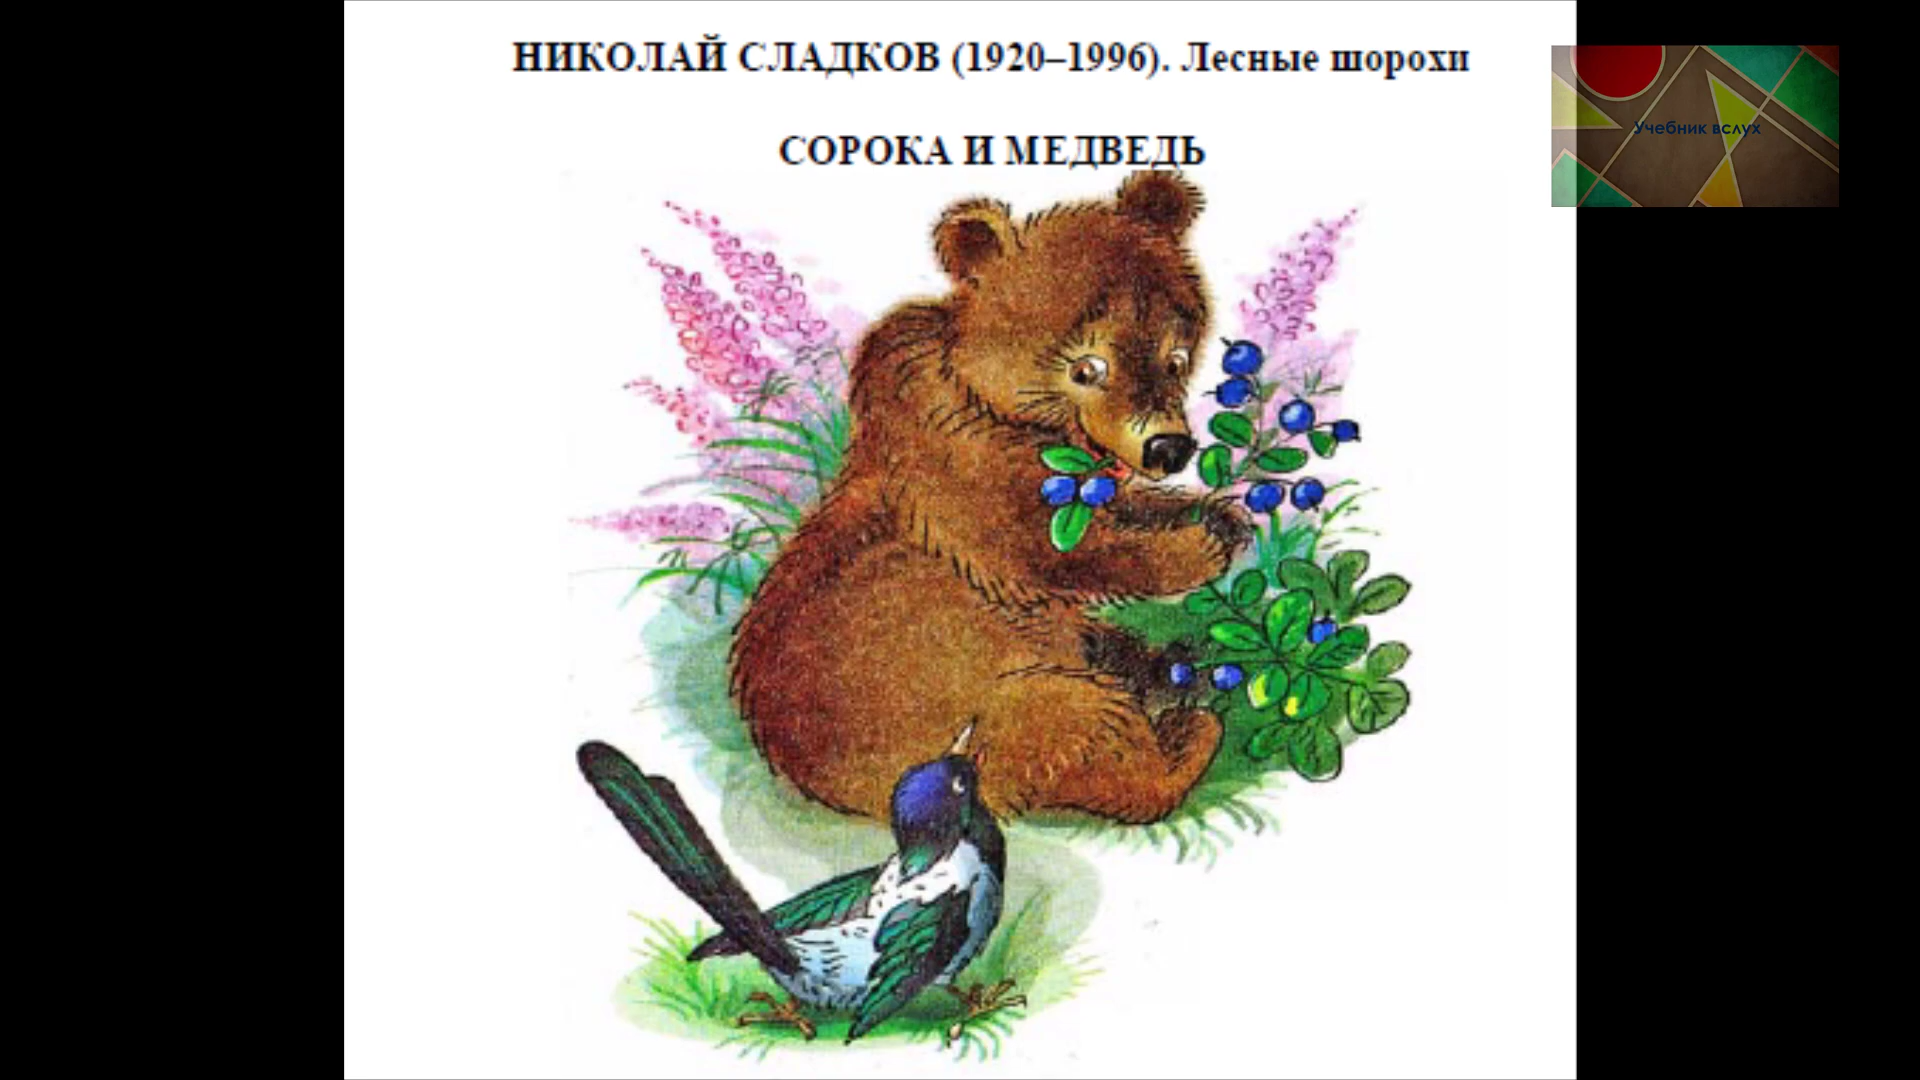 НИКОЛАЙ СЛАДКОВ (1920–1996). Лесные шорохи
СОРОКА И МЕДВЕДЬ
Учебник вслух